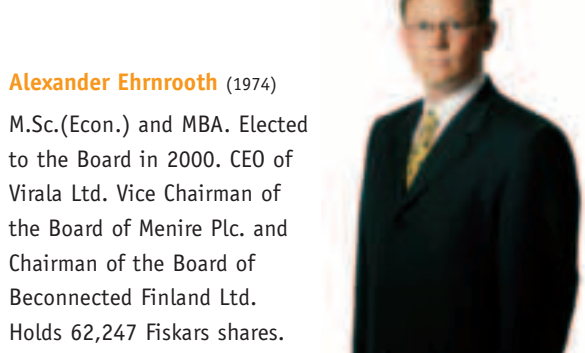 Alexander Ehrnrooth (1974)
M.Sc.(Econ.) and MBA. Elected
to the Board in 2000. CEO of
Virala Ltd. Vice Chairman of
the Board of Menire Plc. and
Chairman of the Board of
Beconnected Finland Ltd.
Holds 62,247 Fiskars shares.